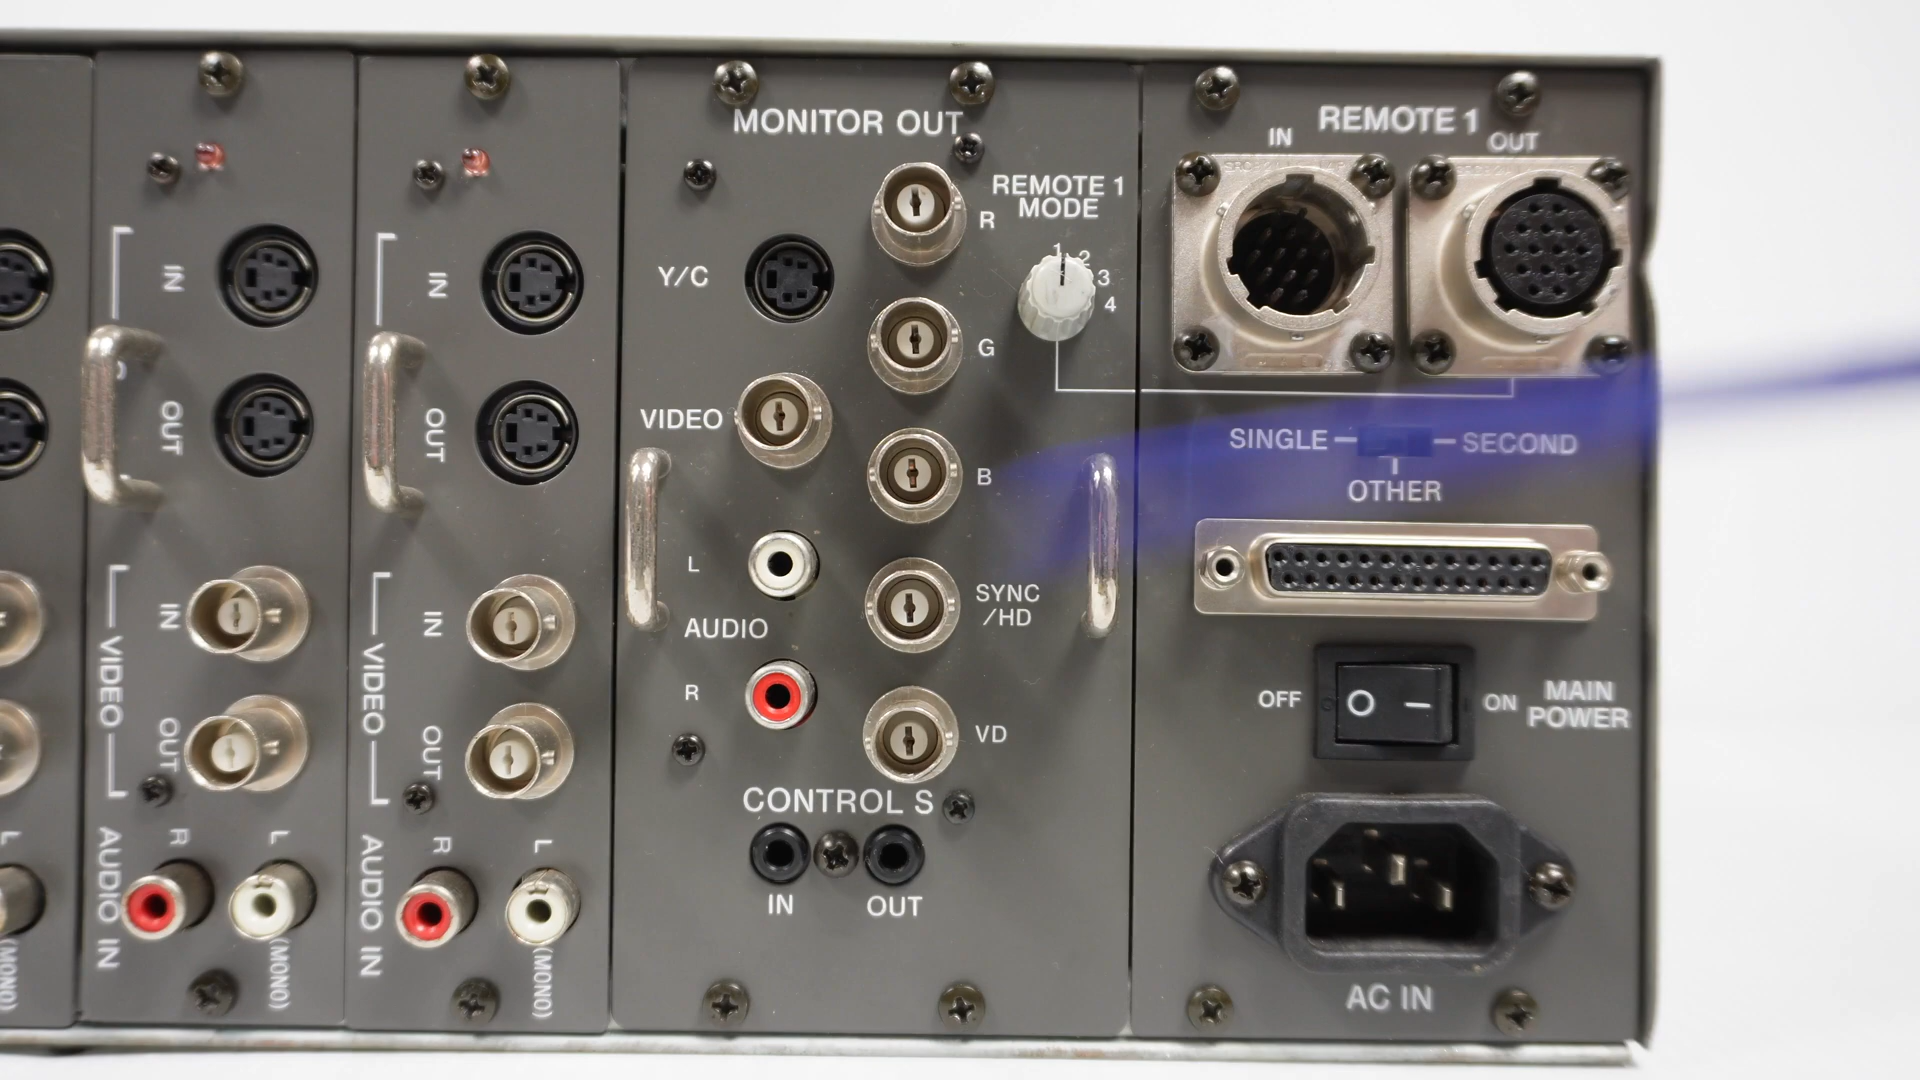 IN
OUT
IN
VIDEO
OUT
R
L
AUDIO IN
(MONO)
L
(MONO)
IN
OUT
IN
VIDEO
OUT
R
L
AUDIO IN
(MONO)
MONITOR OUT
R
Y/C
G
VIDEO
B
L
SYNC
/HD
AUDIO
R
VD
CONTROL S
IN OUT
REMOTE 1
MODE
1
2
3
4
REMOTE 1
IN OUT
SINGLE SECOND
OTHER
OFF O ON
MAIN
POWER
AC IN